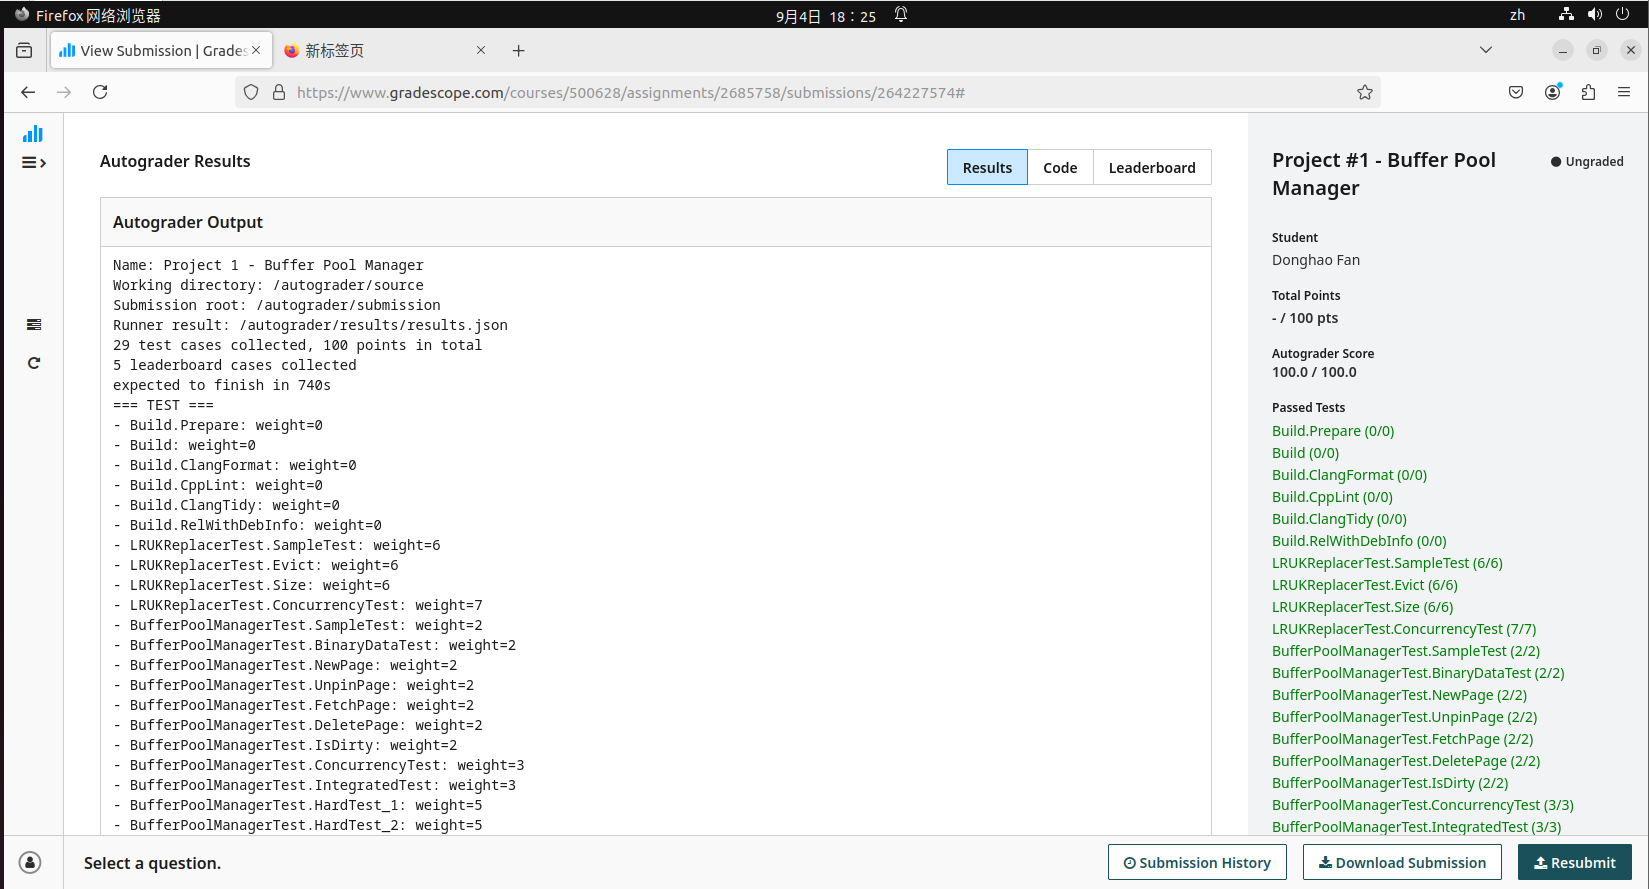 Firefox 网络浏览器
9月4日 18：25
zh
View Submission | Grades
新标签页
https://www.gradescope.com/courses/500628/assignments/2685758/submissions/264227574#
Autograder Results
Results
Code
Leaderboard
Autograder Output
Name: Project 1 - Buffer Pool Manager
Working directory: /autograder/source
Submission root: /autograder/submission
Runner result: /autograder/results/results.json
29 test cases collected, 100 points in total
5 leaderboard cases collected
expected to finish in 740s
=== TEST ===
- Build.Prepare: weight=0
- Build: weight=0
- Build.ClangFormat: weight=0
- Build.CppLint: weight=0
- Build.ClangTidy: weight=0
- Build.RelWithDebInfo: weight=0
- LRUKReplacerTest.SampleTest: weight=6
- LRUKReplacerTest.Evict: weight=6
- LRUKReplacerTest.Size: weight=6
- LRUKReplacerTest.ConcurrencyTest: weight=7
- BufferPoolManagerTest.SampleTest: weight=2
- BufferPoolManagerTest.BinaryDataTest: weight=2
- BufferPoolManagerTest.NewPage: weight=2
- BufferPoolManagerTest.UnpinPage: weight=2
- BufferPoolManagerTest.FetchPage: weight=2
- BufferPoolManagerTest.DeletePage: weight=2
- BufferPoolManagerTest.IsDirty: weight=2
- BufferPoolManagerTest.ConcurrencyTest: weight=3
- BufferPoolManagerTest.IntegratedTest: weight=3
- BufferPoolManagerTest.HardTest_1: weight=5
- BufferPoolManagerTest.HardTest_2: weight=5
Project #1 - Buffer Pool
Manager
Ungraded
Student
Donghao Fan
Total Points
- / 100 pts
Autograder Score
100.0 / 100.0
Passed Tests
Build.Prepare (0/0)
Build (0/0)
Build.ClangFormat (0/0)
Build.CppLint (0/0)
Build.ClangTidy (0/0)
Build.RelWithDebInfo (0/0)
LRUKReplacerTest.SampleTest (6/6)
LRUKReplacerTest.Evict (6/6)
LRUKReplacerTest.Size (6/6)
LRUKReplacerTest.ConcurrencyTest (7/7)
BufferPoolManagerTest.SampleTest (2/2)
BufferPoolManagerTest.BinaryDataTest (2/2)
BufferPoolManagerTest.NewPage (2/2)
BufferPoolManagerTest.UnpinPage (2/2)
BufferPoolManagerTest.FetchPage (2/2)
BufferPoolManagerTest.DeletePage (2/2)
BufferPoolManagerTest.IsDirty (2/2)
BufferPoolManagerTest.ConcurrencyTest (3/3)
BufferPoolManagerTest.IntegratedTest (3/3)
Select a question.
Submission History
Download Submission
Resubmit